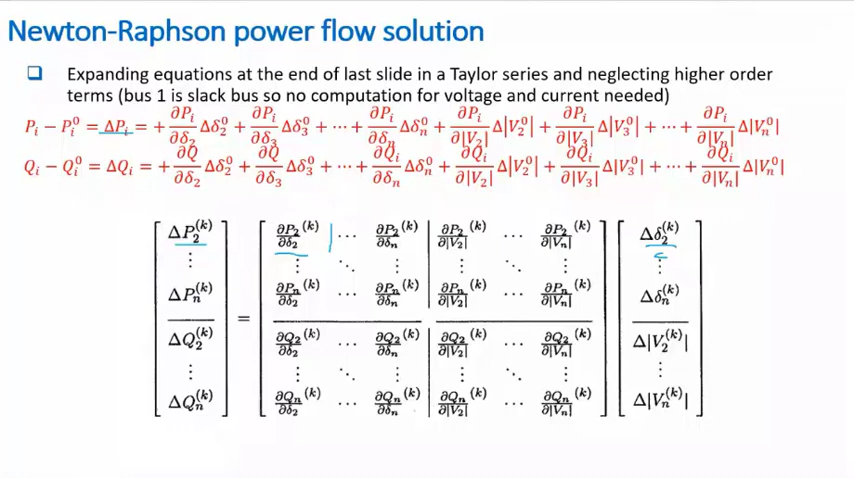 Newton-Raphson power flow solution
Expanding equations at the end of last slide in a Taylor series and neglecting higher order
terms (bus 1 is slack bus so no computation for voltage and current needed)
P_i − P_i^0 = ΔP_i = + ∂P_i/∂δ_2 Δδ_2^0 + ∂P_i/∂δ_3 Δδ_3^0 + ⋯ + ∂P_i/∂δ_n Δδ_n^0 + ∂P_i/∂|V_2| Δ|V_2^0| + ∂P_i/∂|V_3| Δ|V_3^0| + ⋯ + ∂P_i/∂|V_n| Δ|V_n^0|
Q_i − Q_i^0 = ΔQ_i = + ∂Q/∂δ_2 Δδ_2^0 + ∂Q/∂δ_3 Δδ_3^0 + ⋯ + ∂Q_i/∂δ_n Δδ_n^0 + ∂Q_i/∂|V_2| Δ|V_2^0| + ∂Q_i/∂|V_3| Δ|V_3^0| + ⋯ + ∂Q_i/∂|V_n| Δ|V_n^0|
ΔP_2^(k) ∂P_2/∂δ_2^(k) ⋯ ∂P_2/∂δ_n^(k) ∂P_2/∂|V_2|^(k) ⋯ ∂P_2/∂|V_n|^(k) Δδ_2^(k)
⋮ ⋮ ⋱ ⋮ ⋮ ⋱ ⋮ ⋮
ΔP_n^(k) ∂P_n/∂δ_2^(k) ⋯ ∂P_n/∂δ_n^(k) ∂P_n/∂|V_2|^(k) ⋯ ∂P_n/∂|V_n|^(k) Δδ_n^(k)
=
ΔQ_2^(k) ∂Q_2/∂δ_2^(k) ⋯ ∂Q_2/∂δ_n^(k) ∂Q_2/∂|V_2|^(k) ⋯ ∂Q_2/∂|V_n|^(k) Δ|V_2^(k)|
⋮ ⋮ ⋱ ⋮ ⋮ ⋱ ⋮ ⋮
ΔQ_n^(k) ∂Q_n/∂δ_2^(k) ⋯ ∂Q_n/∂δ_n^(k) ∂Q_n/∂|V_2|^(k) ⋯ ∂Q_n/∂|V_n|^(k) Δ|V_n^(k)|